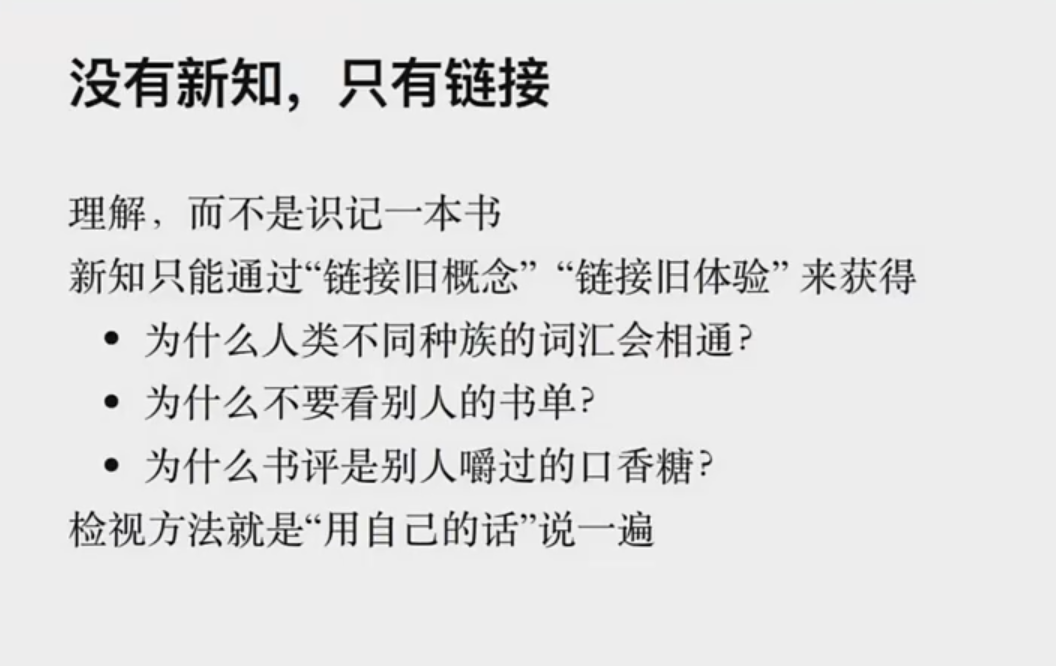 没有新知，只有链接
理解，而不是识记一本书
新知只能通过“链接旧概念”“链接旧体验”来获得
• 为什么人类不同种族的词汇会相通？
• 为什么不要看别人的书单？
• 为什么书评是别人嚼过的口香糖？
检视方法就是“用自己的话”说一遍